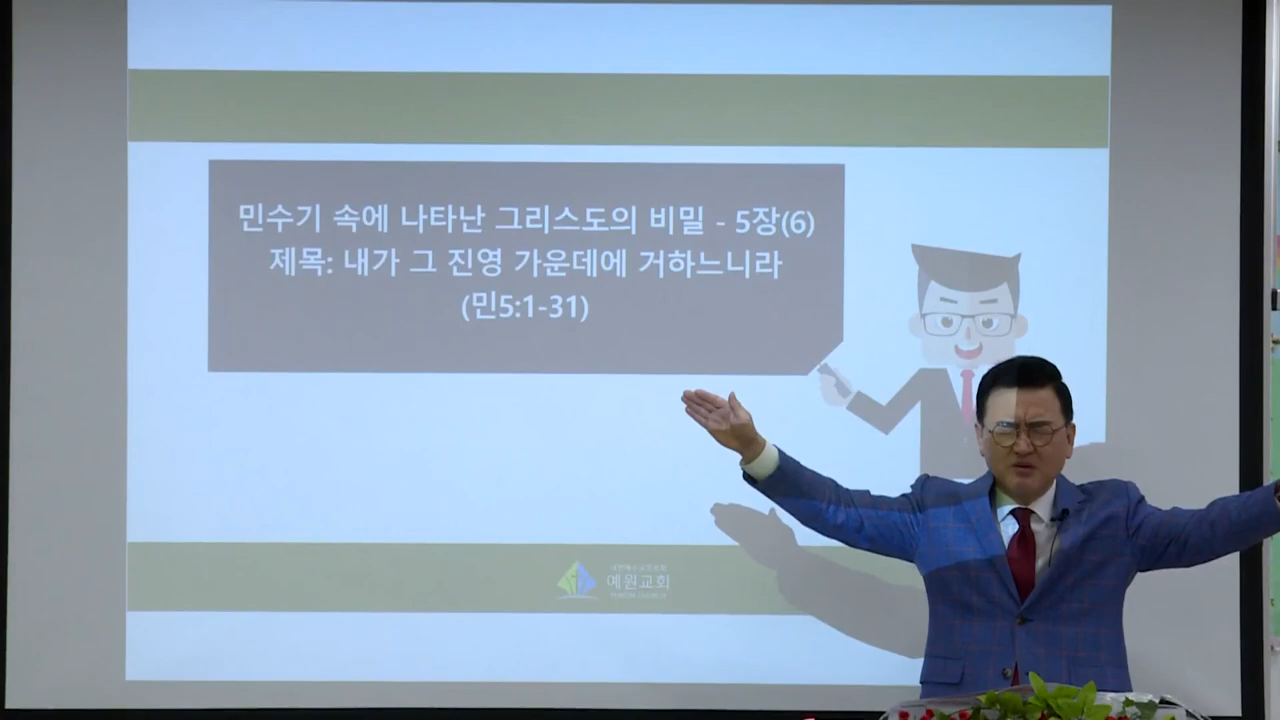 민수기 속에 나타난 그리스도의 비밀 - 5장(6)
제목: 내가 그 진영 가운데에 거하느니라
(민5:1-31)
예원교회